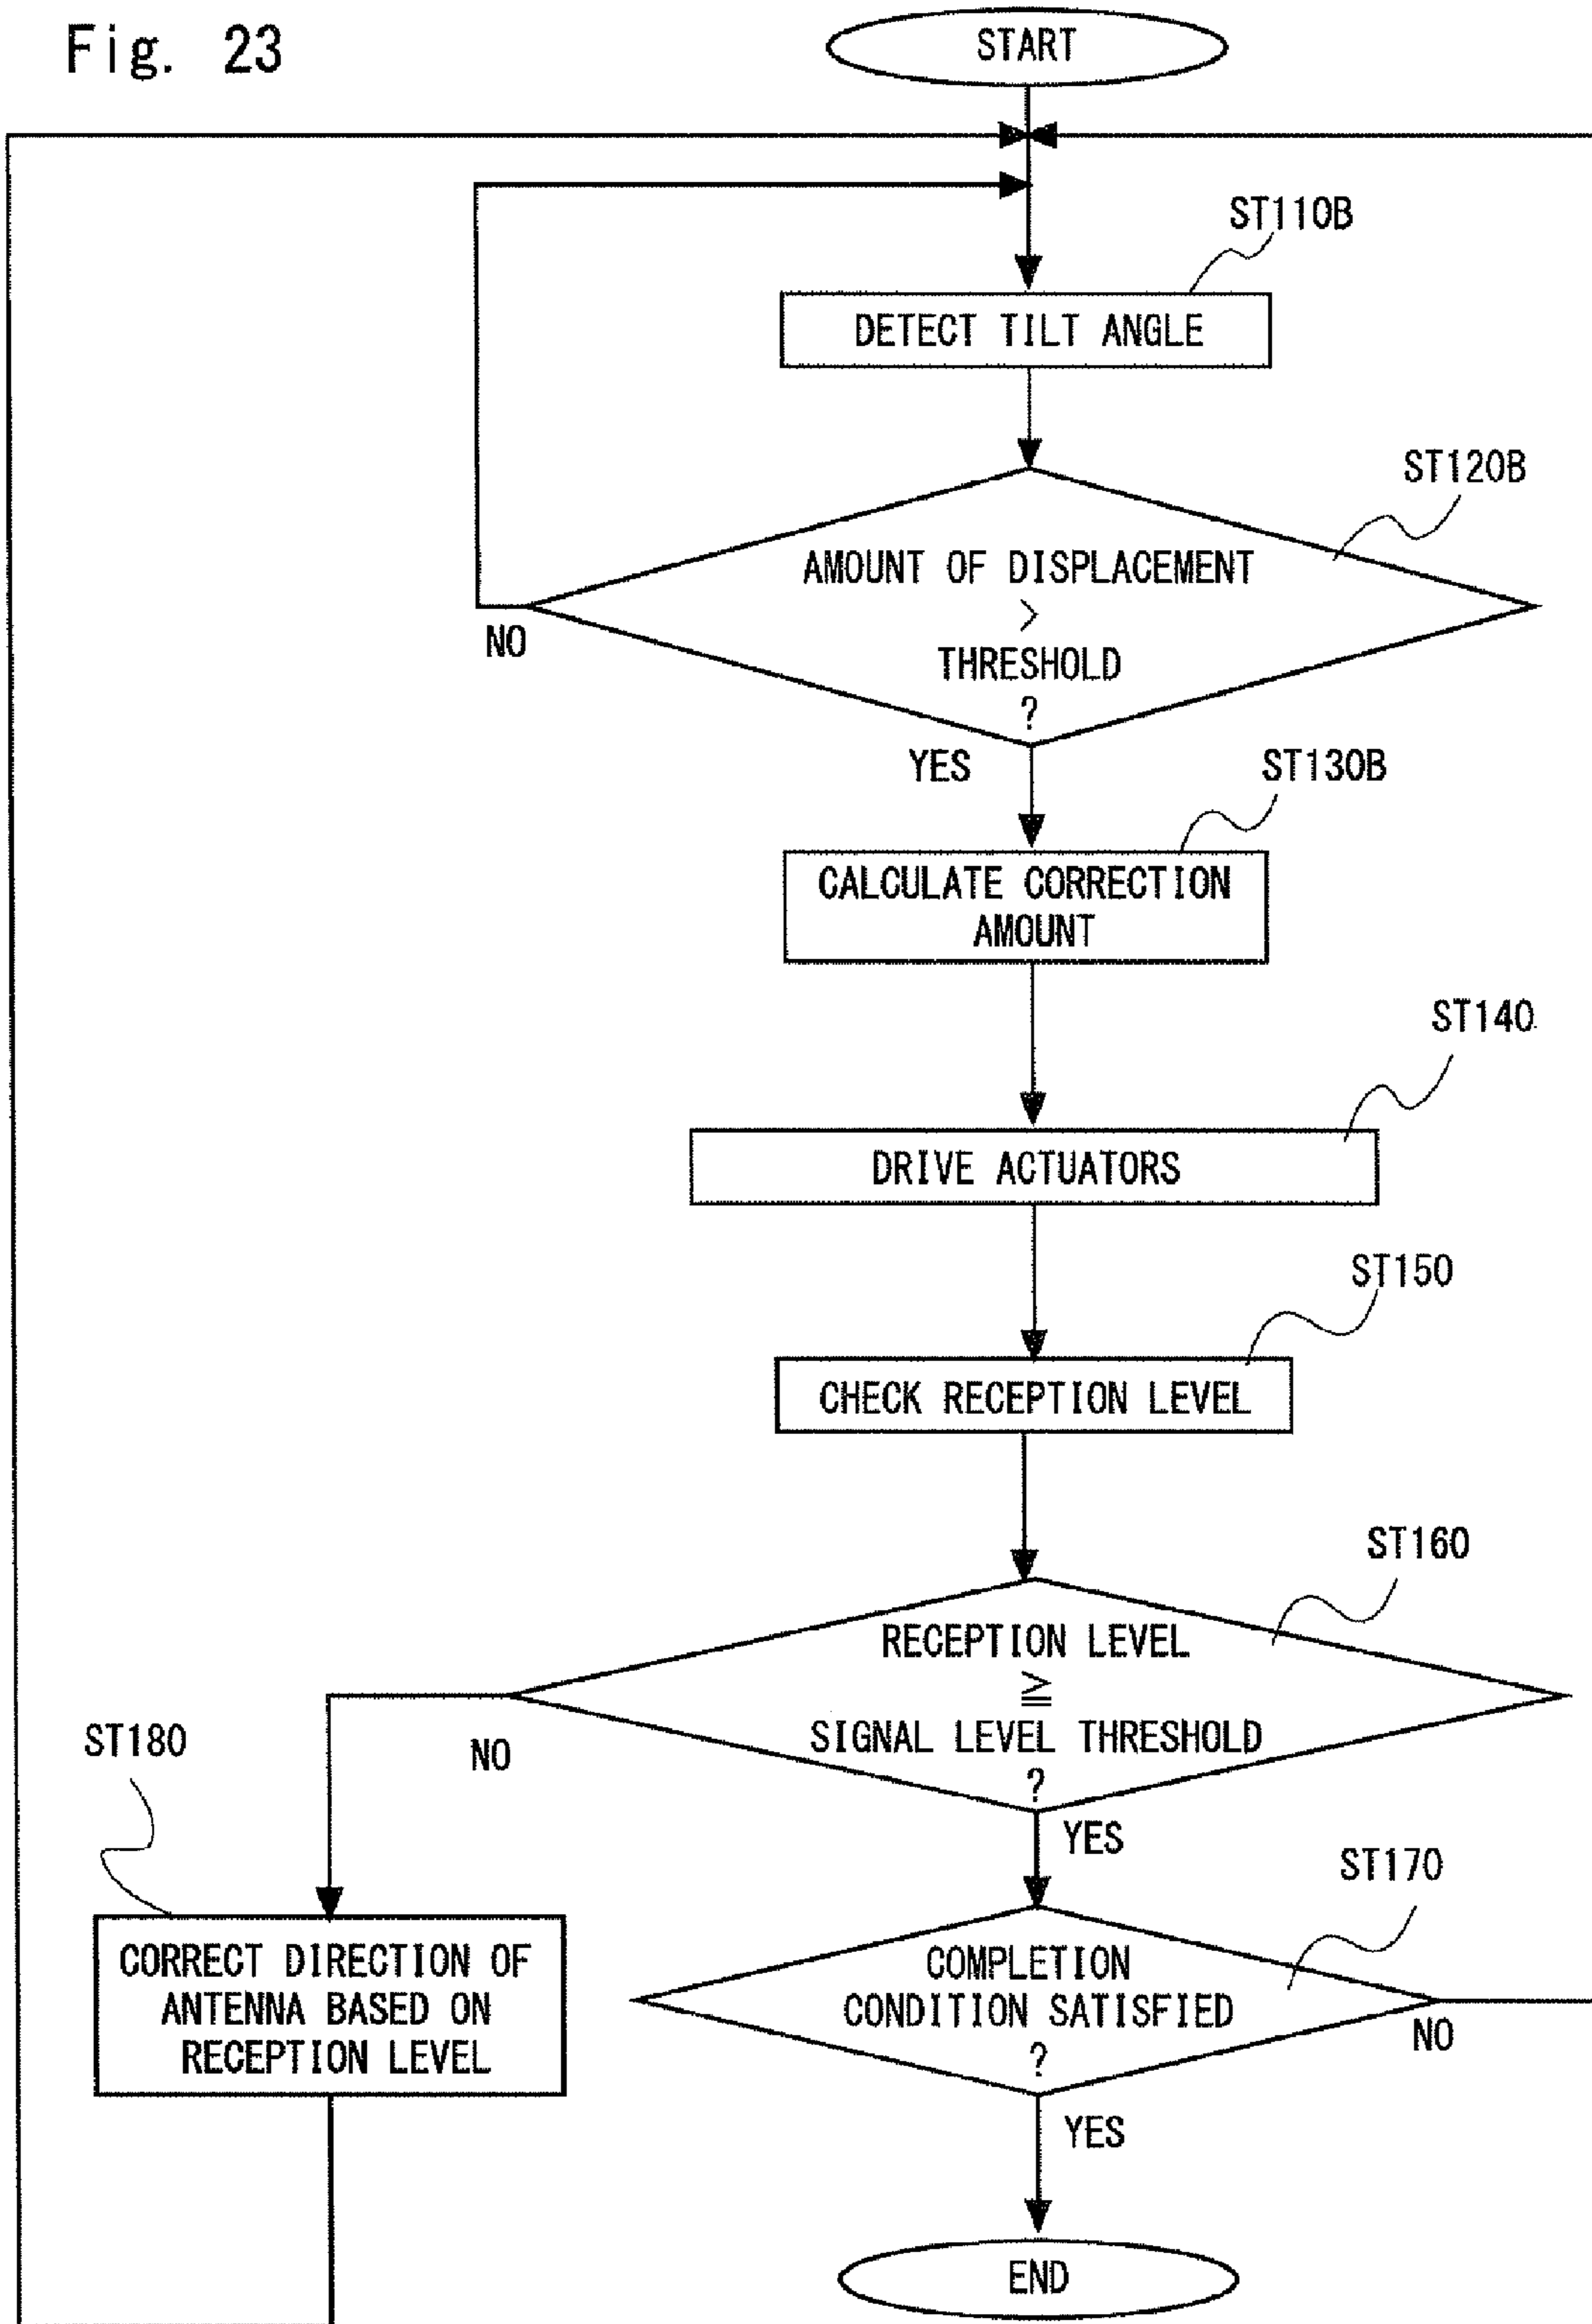 Fig. 23
START
ST110B
DETECT TILT ANGLE
ST120B
AMOUNT OF DISPLACEMENT
>
THRESHOLD
?
NO
YES
ST130B
CALCULATE CORRECTION
AMOUNT
ST140
DRIVE ACTUATORS
ST150
CHECK RECEPTION LEVEL
ST160
RECEPTION LEVEL
≧
SIGNAL LEVEL THRESHOLD
?
NO
YES
ST180
CORRECT DIRECTION OF
ANTENNA BASED ON
RECEPTION LEVEL
ST170
COMPLETION
CONDITION SATISFIED
?
NO
YES
END